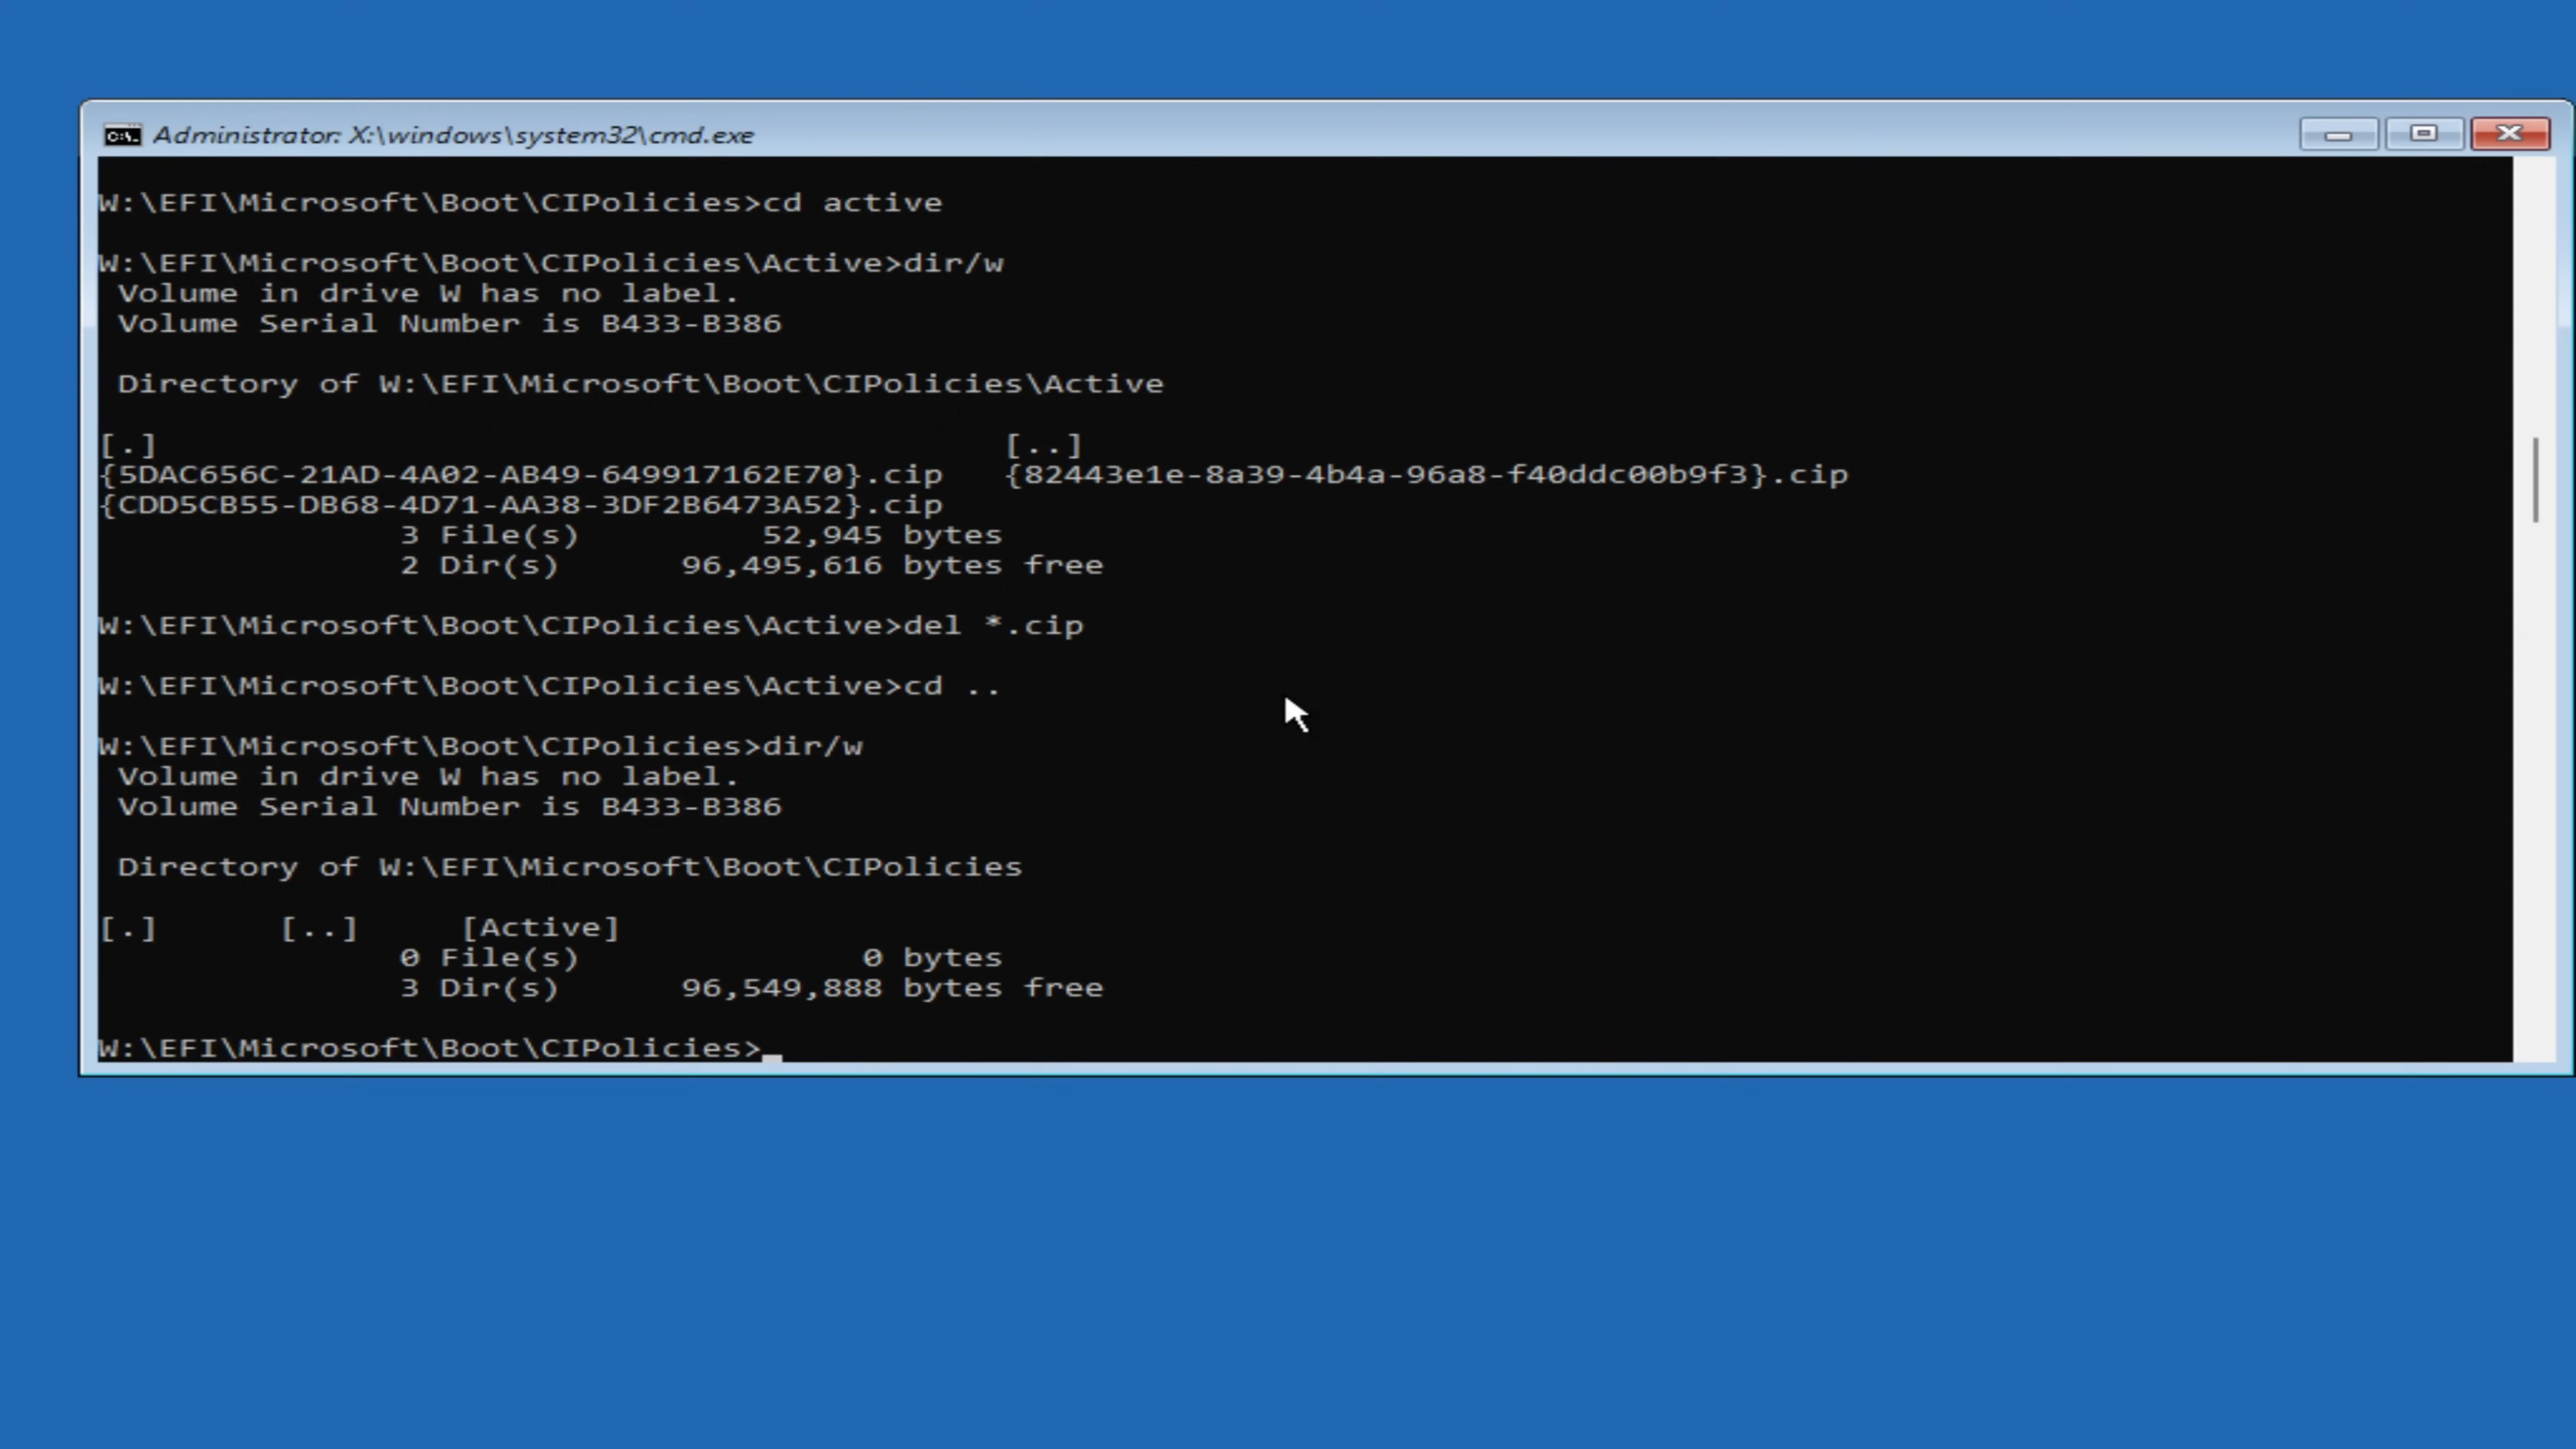 Administrator: X:\windows\system32\cmd.exe
W:\EFI\Microsoft\Boot\CIPolicies>cd active
W:\EFI\Microsoft\Boot\CIPolicies\Active>dir/w
Volume in drive W has no label.
Volume Serial Number is B433-B386
Directory of W:\EFI\Microsoft\Boot\CIPolicies\Active
[.] [..]
{5DAC656C-21AD-4A02-AB49-649917162E70}.cip {82443e1e-8a39-4b4a-96a8-f40ddc00b9f3}.cip
{CDD5CB55-DB68-4D71-AA38-3DF2B6473A52}.cip
3 File(s) 52,945 bytes
2 Dir(s) 96,495,616 bytes free
W:\EFI\Microsoft\Boot\CIPolicies\Active>del *.cip
W:\EFI\Microsoft\Boot\CIPolicies\Active>cd ..
W:\EFI\Microsoft\Boot\CIPolicies>dir/w
Volume in drive W has no label.
Volume Serial Number is B433-B386
Directory of W:\EFI\Microsoft\Boot\CIPolicies
[.] [..] [Active]
0 File(s) 0 bytes
3 Dir(s) 96,549,888 bytes free
W:\EFI\Microsoft\Boot\CIPolicies>